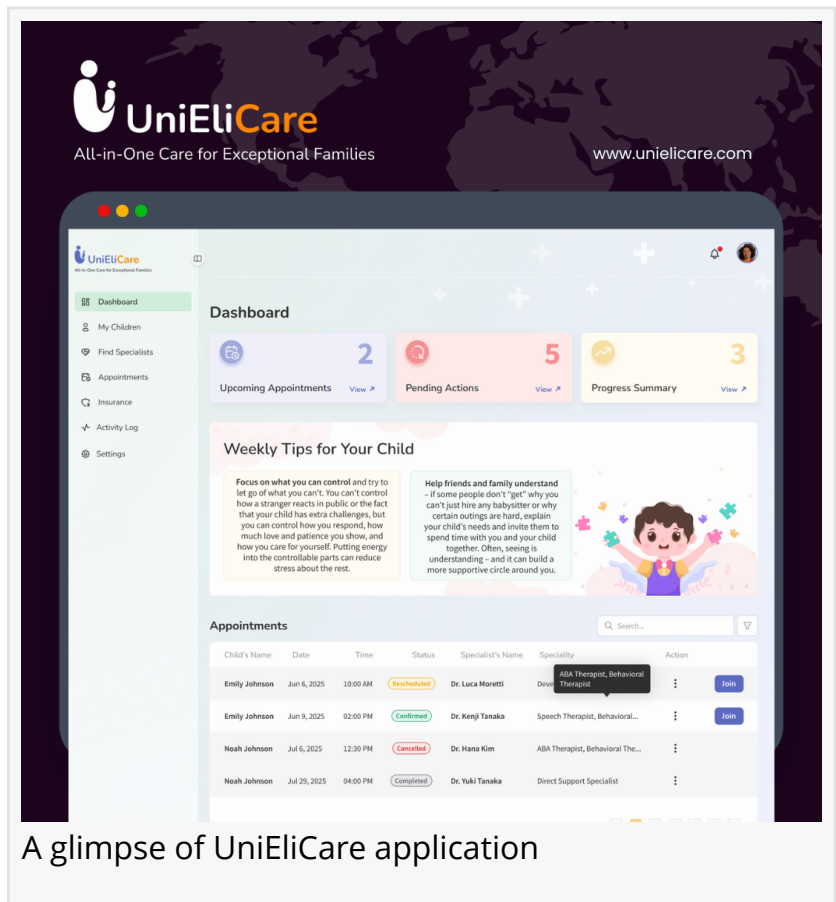 UniEliCare
All-in-One Care for Exceptional Families
www.unielicare.com
UniEliCare
All-in-One Care for Exceptional Families
Dashboard
My Children
Find Specialists
Appointments
Insurance
Activity Log
Settings
Dashboard
2
Upcoming Appointments View
5
Pending Actions View
3
Progress Summary View
Weekly Tips for Your Child
Focus on what you can control and try to
let go of what you can't. You can't control
how a stranger reacts in public or the fact
that your child has extra challenges, but
you can control how you respond, how
much love and patience you show, and
how you care for yourself. Putting energy
into the controllable parts can reduce
stress about the rest.
Help friends and family understand
– if some people don't "get" why you
can't just hire any babysitter or why
certain outings are hard, explain
your child's needs and invite them to
spend time with you and your child
together. Often, seeing is
understanding – and it can build a
more supportive circle around you.
Appointments
Search...
Child's Name Date Time Status Specialist's Name Speciality Action
ABA Therapist, Behavioral
Therapist
Emily Johnson Jun 6, 2025 10:00 AM Rescheduled Dr. Luca Moretti Join
Emily Johnson Jun 9, 2025 02:00 PM Confirmed Dr. Kenji Tanaka Speech Therapist, Behavioral... Join
Noah Johnson Jul 6, 2025 12:30 PM Cancelled Dr. Hana Kim ABA Therapist, Behavioral The...
Noah Johnson Jul 29, 2025 04:00 PM Completed Dr. Yuki Tanaka Direct Support Specialist
A glimpse of UniEliCare application